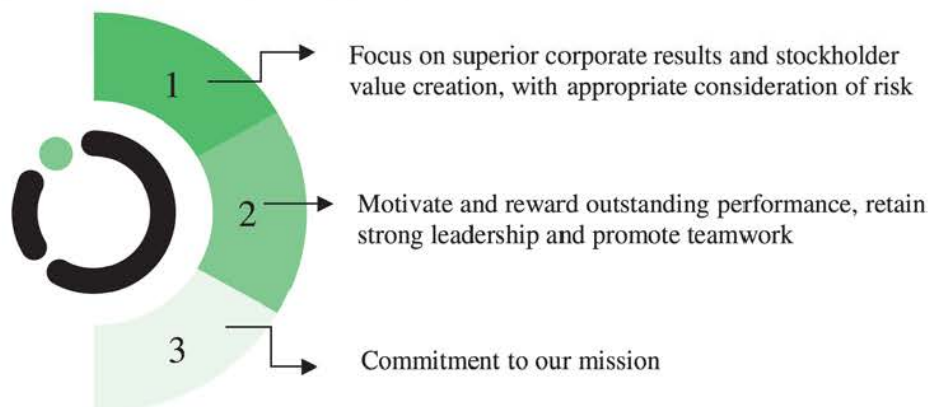 1
Focus on superior corporate results and stockholder
value creation, with appropriate consideration of risk
2
Motivate and reward outstanding performance, retain
strong leadership and promote teamwork
3
Commitment to our mission